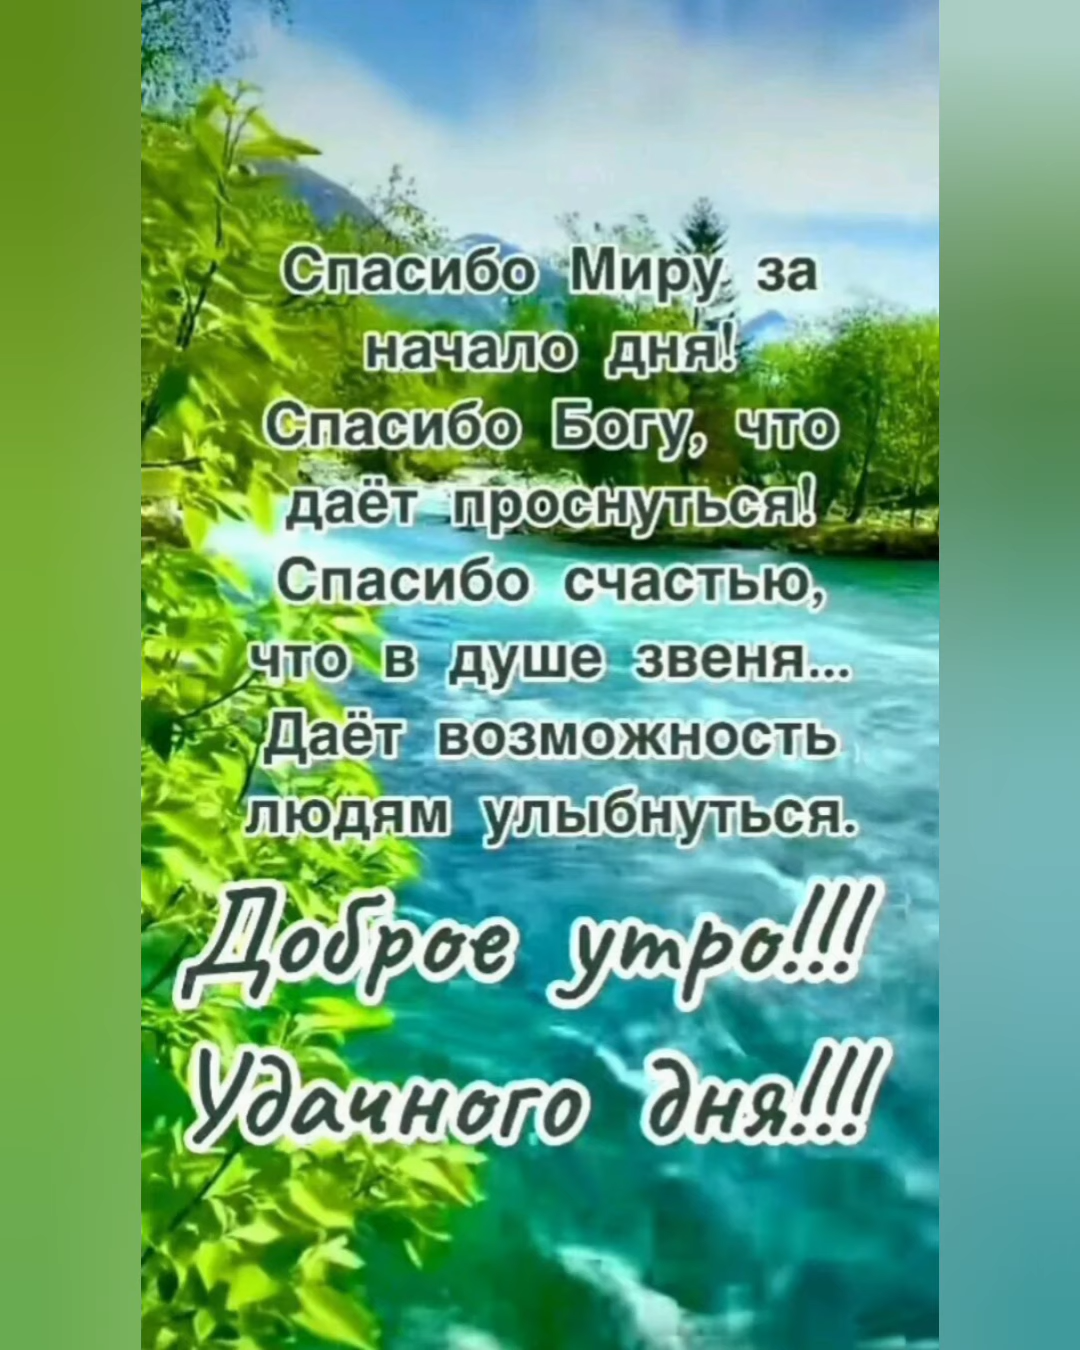 Спасибо Миру за
начало дня!
Спасибо Богу, что
даёт проснуться!
Спасибо счастью,
что в душе звеня...
Даёт возможность
людям улыбнуться.
Доброе утро!!!
Удачного дня!!!